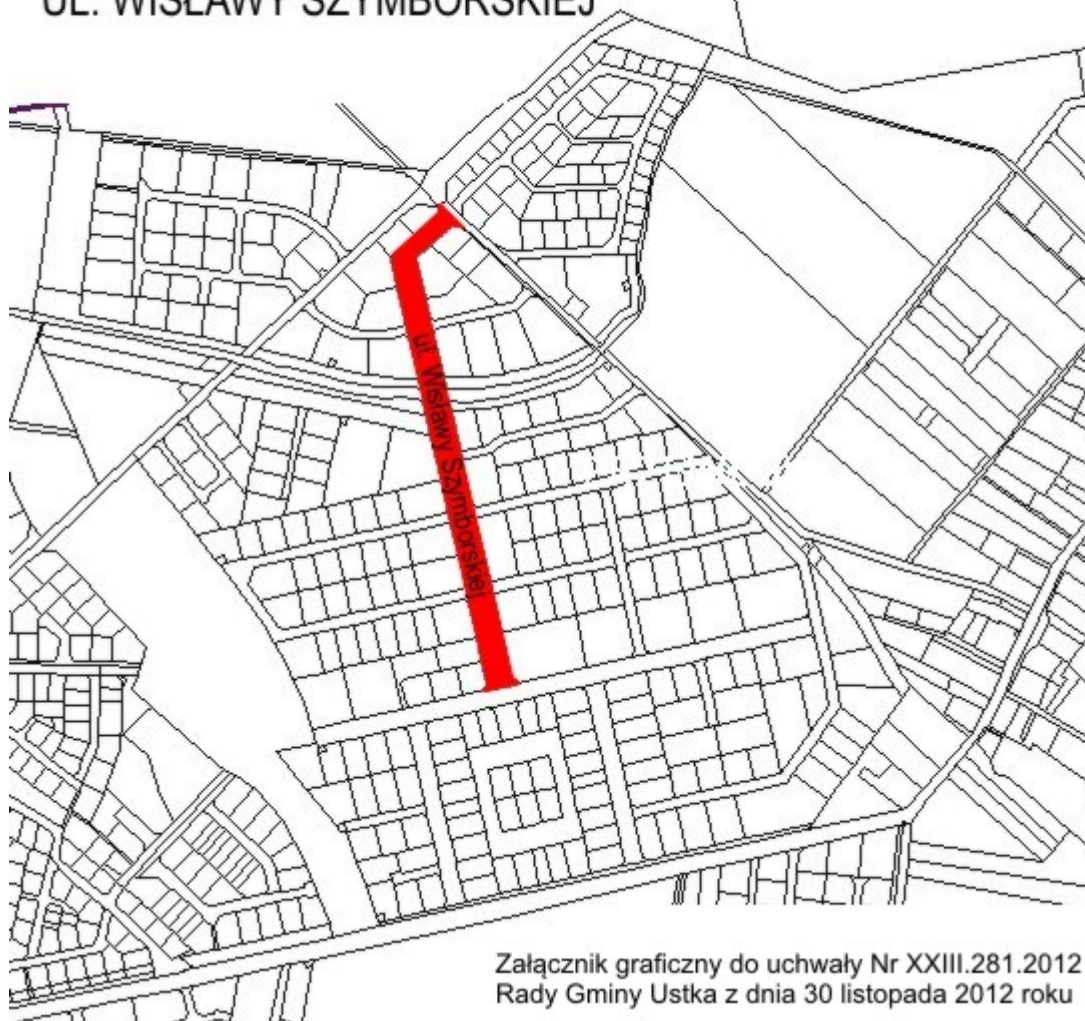 UL. WISŁAWY SZYMBORSKIEJ
ul. Wisławy Szymborskiej
Załącznik graficzny do uchwały Nr XXIII.281.2012
Rady Gminy Ustka z dnia 30 listopada 2012 roku